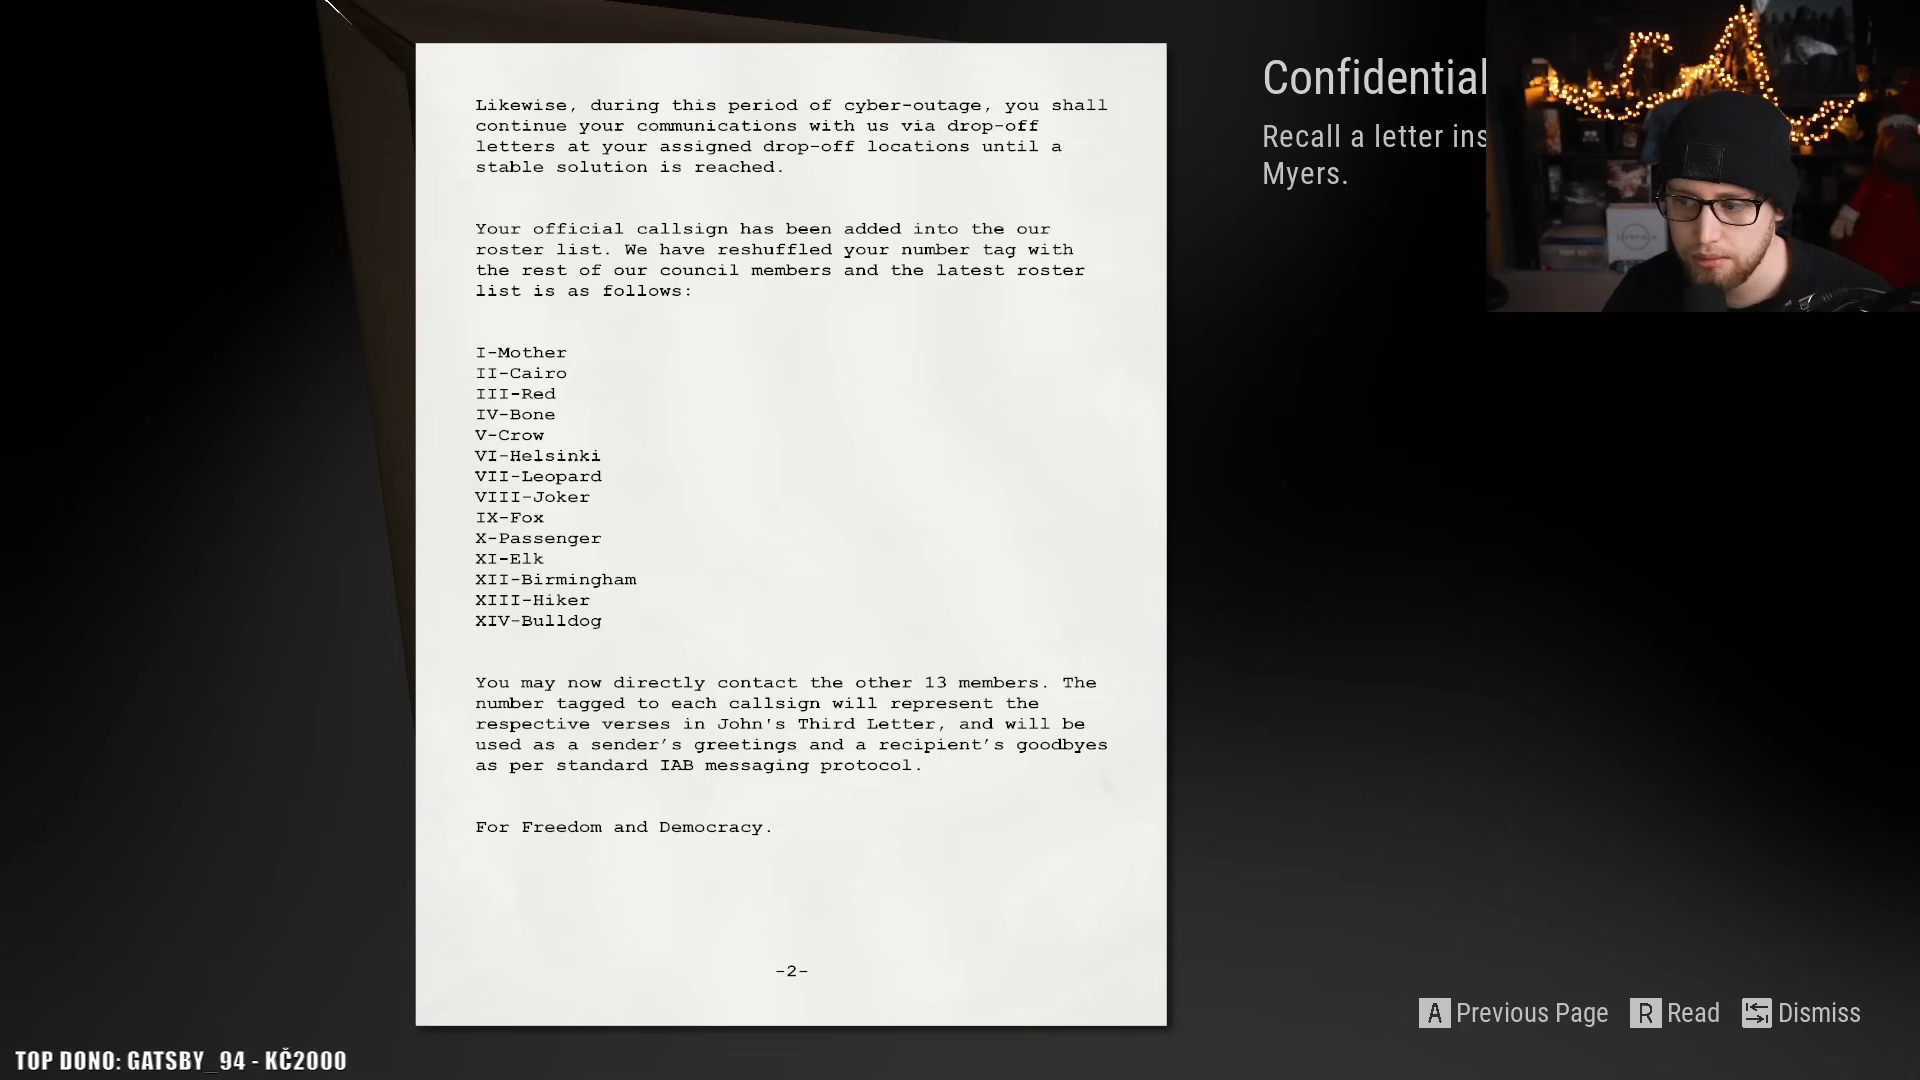 Likewise, during this period of cyber-outage, you shall
continue your communications with us via drop-off
letters at your assigned drop-off locations until a
stable solution is reached.
Your official callsign has been added into the our
roster list. We have reshuffled your number tag with
the rest of our council members and the latest roster
list is as follows:
I-Mother
II-Cairo
III-Red
IV-Bone
V-Crow
VI-Helsinki
VII-Leopard
VIII-Joker
IX-Fox
X-Passenger
XI-Elk
XII-Birmingham
XIII-Hiker
XIV-Bulldog
You may now directly contact the other 13 members. The
number tagged to each callsign will represent the
respective verses in John's Third Letter, and will be
used as a sender’s greetings and a recipient’s goodbyes
as per standard IAB messaging protocol.
For Freedom and Democracy.
-2-
Confidential
Recall a letter ins
Myers.
A Previous Page R Read Dismiss
TOP DONO: GATSBY_94 - KČ2000